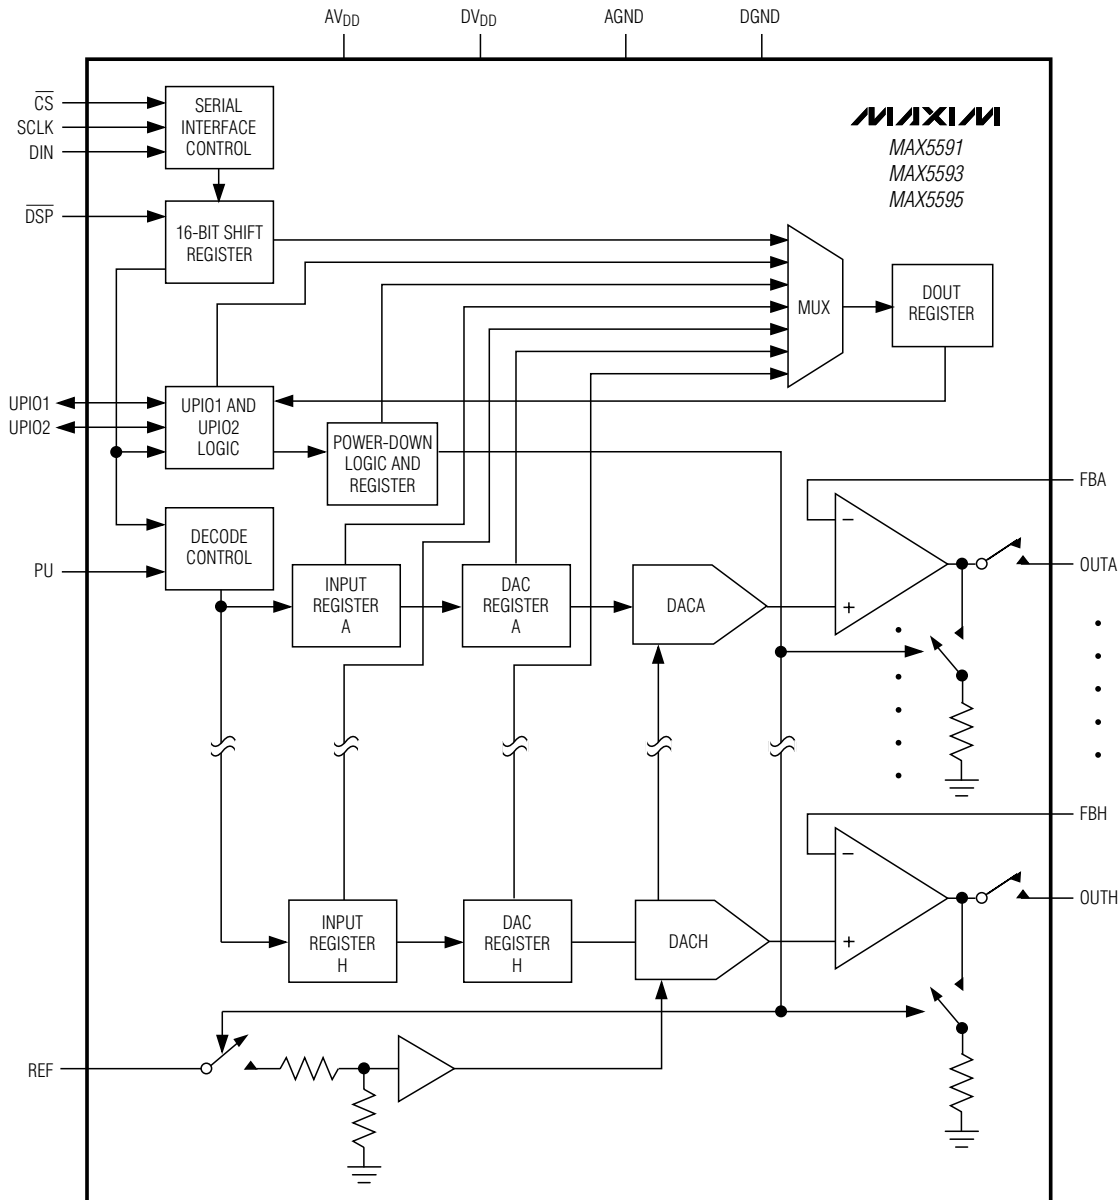 AVDD DVDD AGND DGND
CS
SCLK
DIN
SERIAL
INTERFACE
CONTROL
MAXIM
MAX5591
MAX5593
MAX5595
DSP
16-BIT SHIFT
REGISTER
MUX
DOUT
REGISTER
UPIO1
UPIO2
UPIO1 AND
UPIO2
LOGIC
POWER-DOWN
LOGIC AND
REGISTER
FBA
DECODE
CONTROL
PU
INPUT
REGISTER
A
DAC
REGISTER
A
DACA
−
+
OUTA
FBH
INPUT
REGISTER
H
DAC
REGISTER
H
DACH
−
+
OUTH
REF